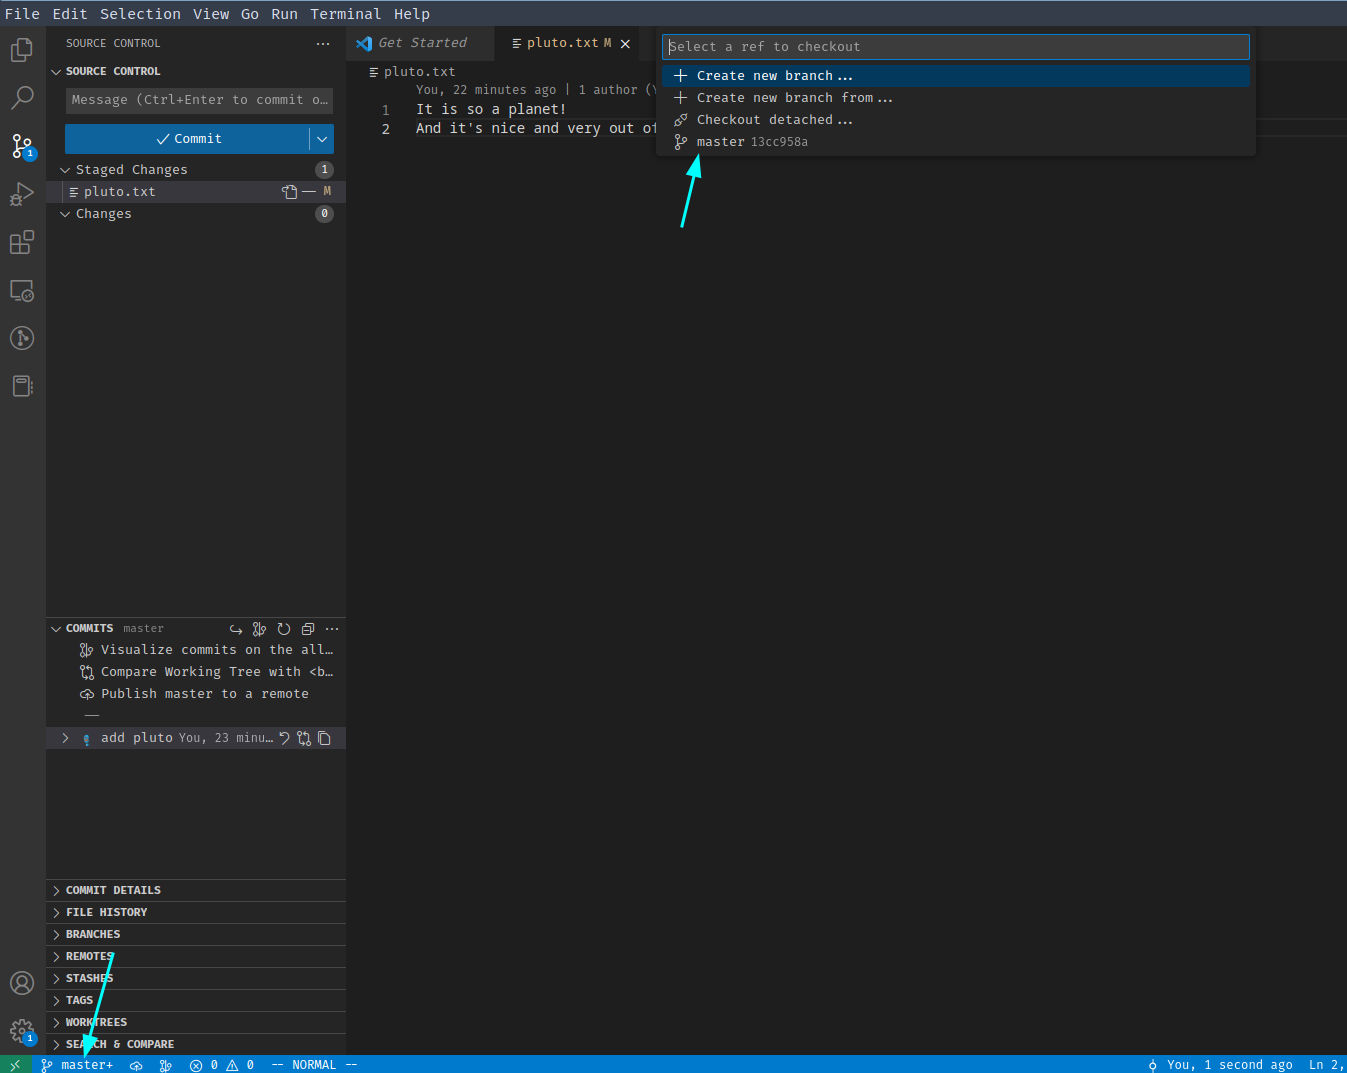 File Edit Selection View Go Run Terminal Help
SOURCE CONTROL ...
Get Started
pluto.txt M
Select a ref to checkout
Create new branch...
Create new branch from...
Checkout detached...
master 13cc958a
SOURCE CONTROL
Message (Ctrl+Enter to commit o...
Commit
Staged Changes 1
pluto.txt M
Changes 0
pluto.txt
You, 22 minutes ago | 1 author (
1 It is so a planet!
2 And it's nice and very out of
COMMITS master ...
Visualize commits on the all...
Compare Working Tree with <b...
Publish master to a remote
—
add pluto You, 23 minu...
COMMIT DETAILS
FILE HISTORY
BRANCHES
REMOTES
STASHES
TAGS
WORKTREES
SEARCH & COMPARE
1
1
master+ 0 0 -- NORMAL -- You, 1 second ago Ln 2,